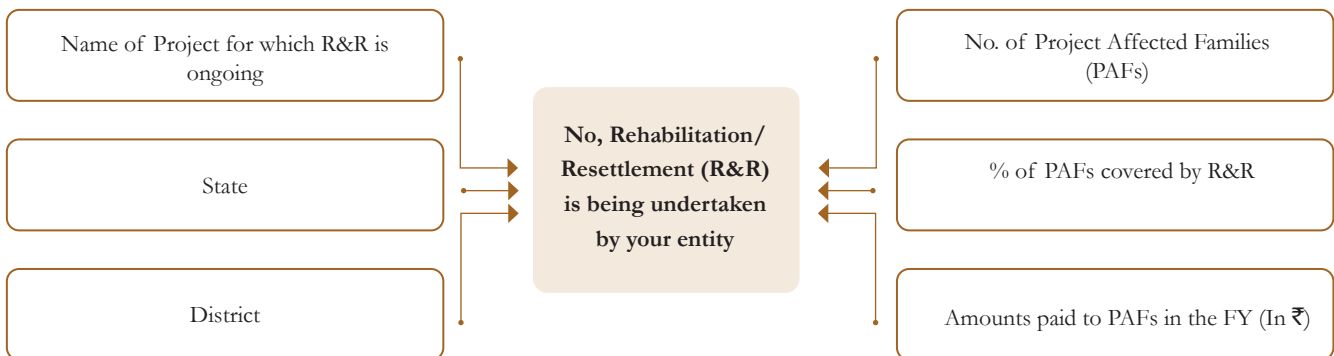 Name of Project for which R&R is
ongoing
State
District
No, Rehabilitation/
Resettlement (R&R)
is being undertaken
by your entity
No. of Project Affected Families
(PAFs)
% of PAFs covered by R&R
Amounts paid to PAFs in the FY (In ₹)